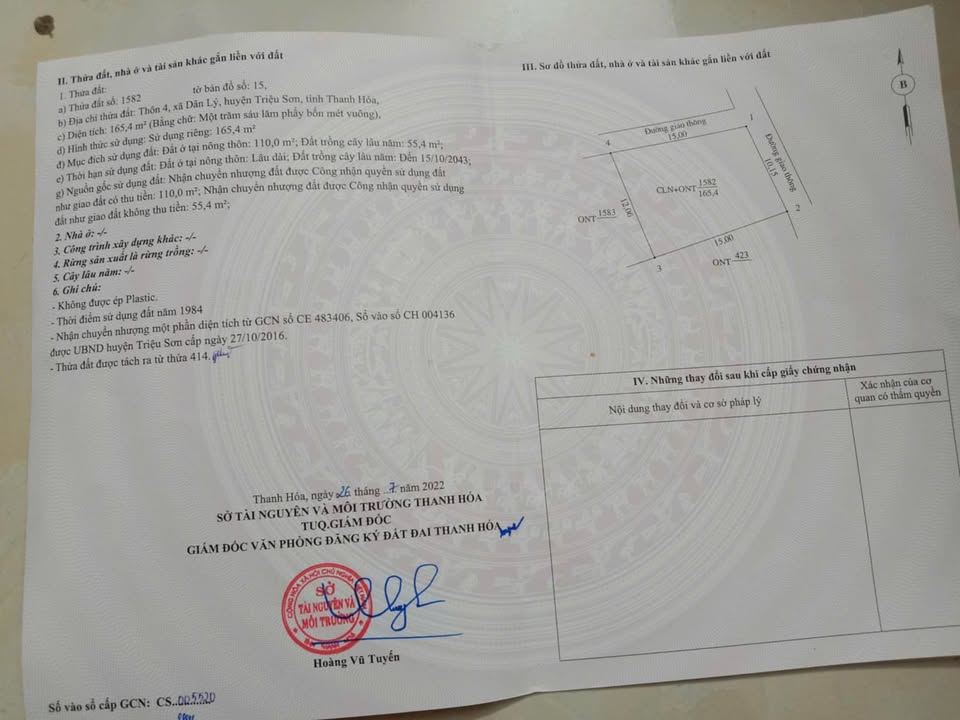 II. Thửa đất, nhà ở và tài sản khác gắn liền với đất
1. Thửa đất:
a) Thửa đất số: 1582 tờ bản đồ số: 15,
b) Địa chỉ thửa đất: Thôn 4, xã Dân Lý, huyện Triệu Sơn, tỉnh Thanh Hóa,
c) Diện tích: 165,4 m² (Bằng chữ: Một trăm sáu lăm phẩy bốn mét vuông),
d) Hình thức sử dụng: Sử dụng riêng: 165,4 m²
đ) Mục đích sử dụng đất: Đất ở tại nông thôn: 110,0 m²; Đất trồng cây lâu năm: 55,4 m²;
e) Thời hạn sử dụng đất: Đất ở tại nông thôn: Lâu dài; Đất trồng cây lâu năm: Đến 15/10/2043;
g) Nguồn gốc sử dụng đất: Nhận chuyển nhượng đất được Công nhận quyền sử dụng đất
như giao đất có thu tiền: 110,0 m²; Nhận chuyển nhượng đất được Công nhận quyền sử dụng
đất như giao đất không thu tiền: 55,4 m²;
2. Nhà ở: -/-
3. Công trình xây dựng khác: -/-
4. Rừng sản xuất là rừng trồng: -/-
5. Cây lâu năm: -/-
6. Ghi chú:
- Không được ép Plastic.
- Thời điểm sử dụng đất năm 1984
- Nhận chuyển nhượng một phần diện tích từ GCN số CE 483406, Số vào sổ CH 004136
được UBND huyện Triệu Sơn cấp ngày 27/10/2016.
- Thửa đất được tách ra từ thửa 414.
Thanh Hóa, ngày 26 tháng 7 năm 2022
SỞ TÀI NGUYÊN VÀ MÔI TRƯỜNG THANH HÓA
TUQ.GIÁM ĐỐC
GIÁM ĐỐC VĂN PHÒNG ĐĂNG KÝ ĐẤT ĐAI THANH HÓA
CỘNG HÒA XÃ HỘI CHỦ NGHĨA VIỆT NAM
SỞ
TÀI NGUYÊN VÀ
MÔI TRƯỜNG
Hoàng Vũ Tuyến
Số vào sổ cấp GCN: CS..005520
III. Sơ đồ thửa đất, nhà ở và tài sản khác gắn liền với đất
B
Đường giao thông
15,00
1
4
Đường giao thông
10,15
CLN+ONT 1582
165,4
12,06
ONT 1583
2
15,00
3
ONT 423
IV. Những thay đổi sau khi cấp giấy chứng nhận
Nội dung thay đổi và cơ sở pháp lý
Xác nhận của cơ
quan có thẩm quyền